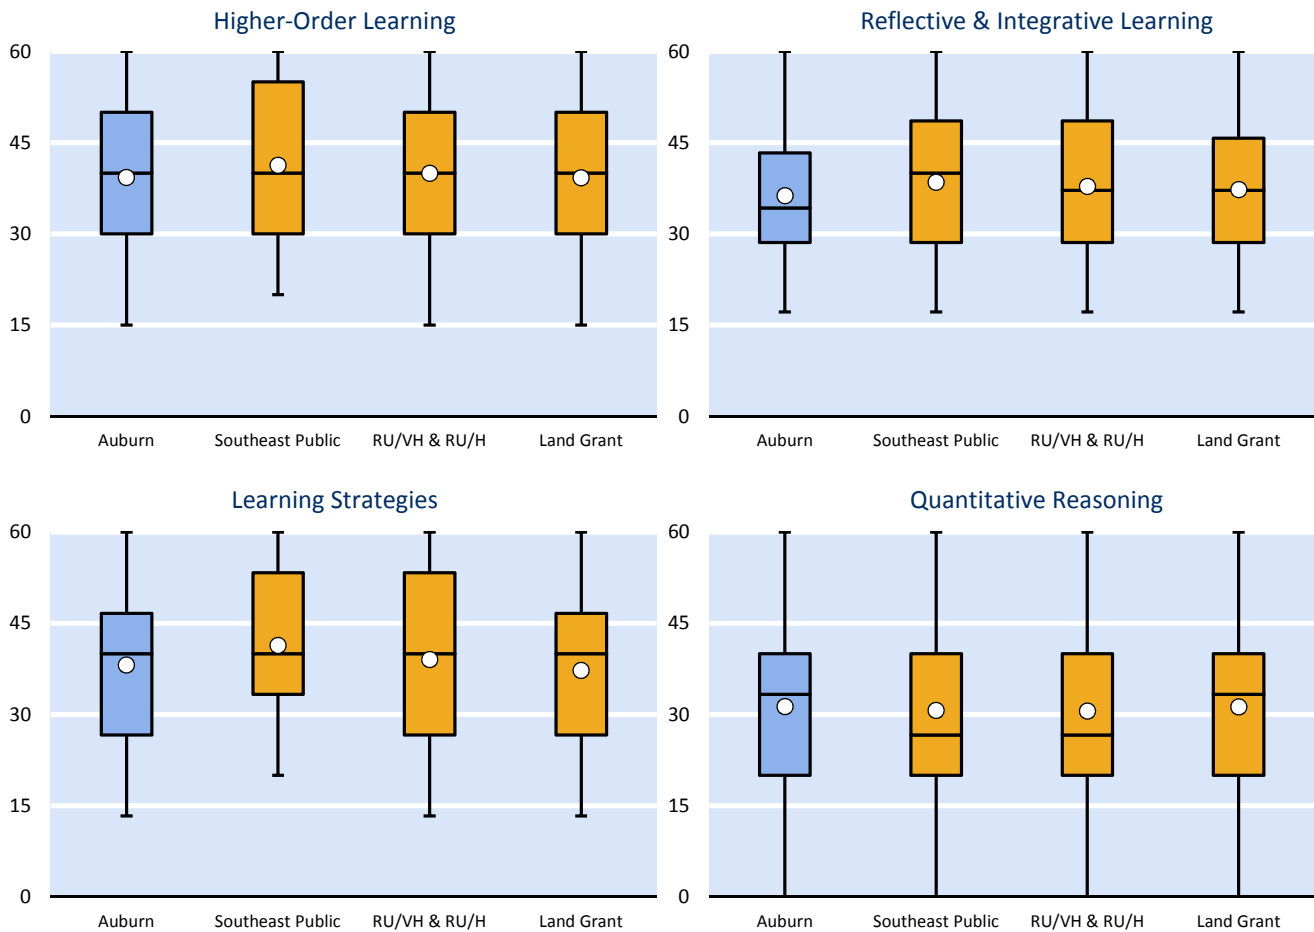 Higher-Order Learning
60
45
30
15
0
Auburn Southeast Public RU/VH & RU/H Land Grant
Reflective & Integrative Learning
60
45
30
15
0
Auburn Southeast Public RU/VH & RU/H Land Grant
Learning Strategies
60
45
30
15
0
Auburn Southeast Public RU/VH & RU/H Land Grant
Quantitative Reasoning
60
45
30
15
0
Auburn Southeast Public RU/VH & RU/H Land Grant